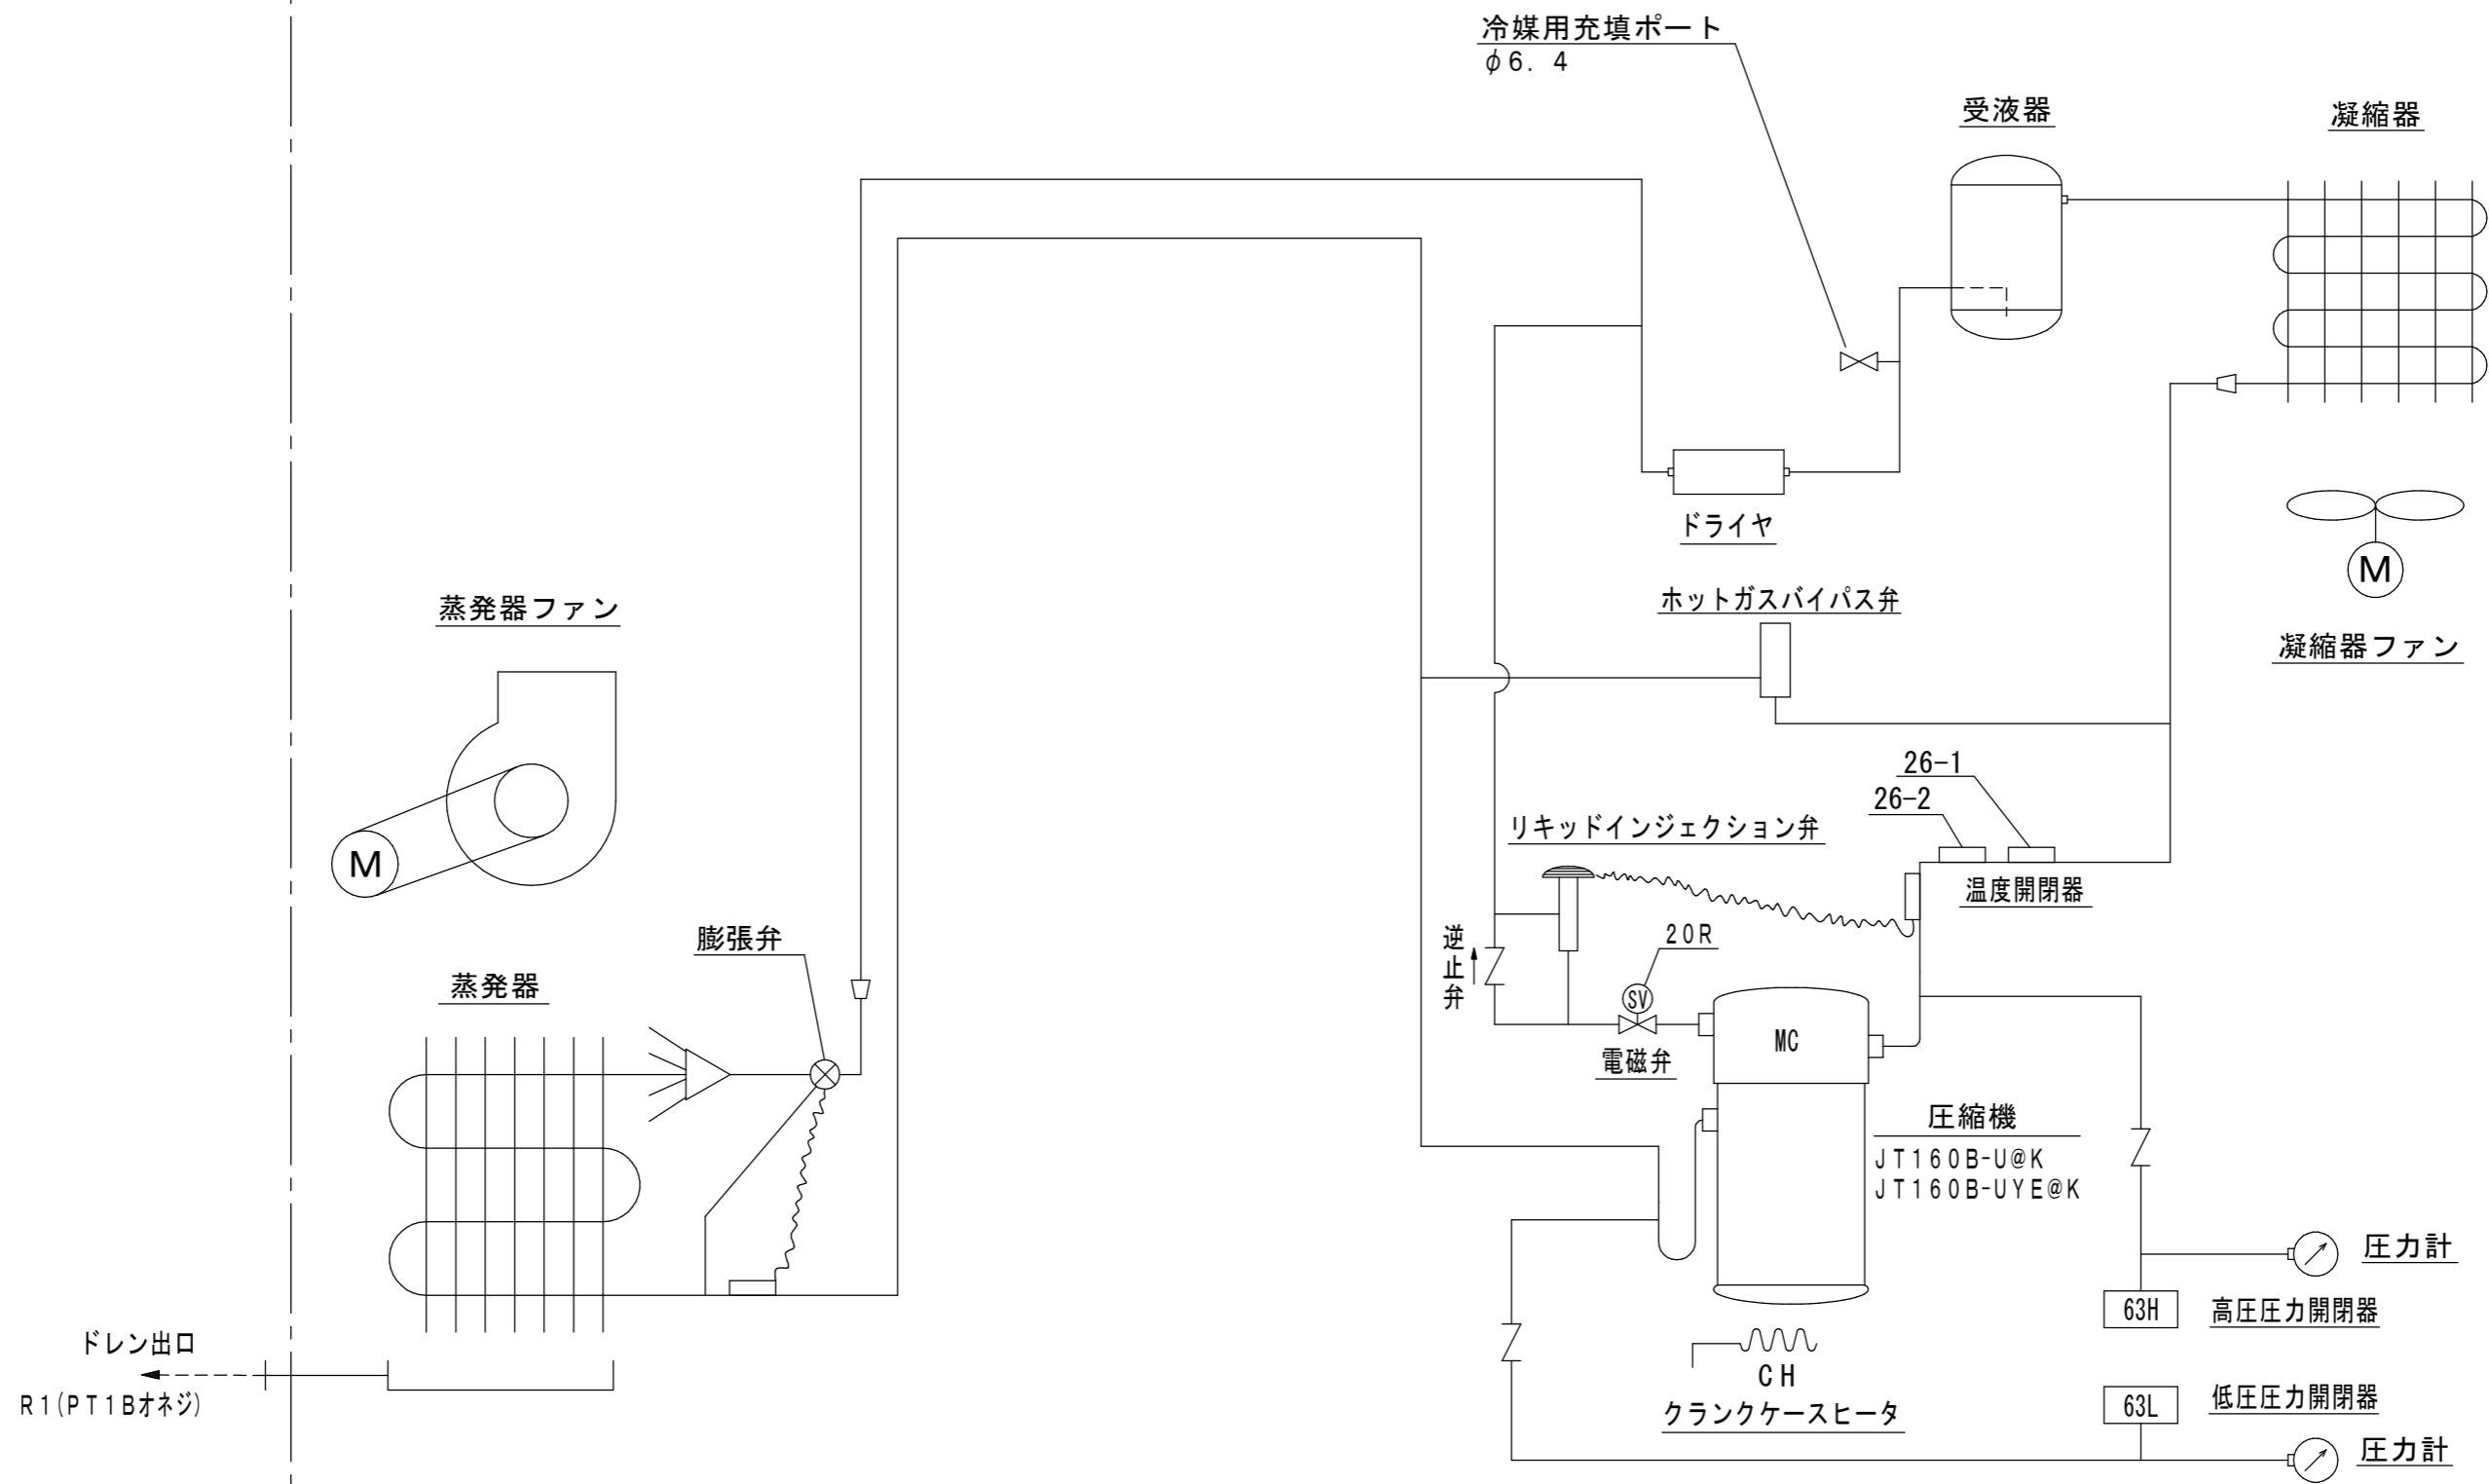 冷媒用充填ポート
φ6.4
受液器
凝縮器
ドライヤ
ホットガスバイパス弁
M
凝縮器ファン
蒸発器ファン
M
26-1
26-2
リキッドインジェクション弁
温度開閉器
膨張弁
蒸発器
逆止弁
20R
SV
電磁弁
MC
圧縮機
JT160B-U@K
JT160B-UYE@K
圧力計
63H
高圧圧力開閉器
ドレン出口
R1(PT1Bオネジ)
CH
クランクケースヒータ
63L
低圧圧力開閉器
圧力計